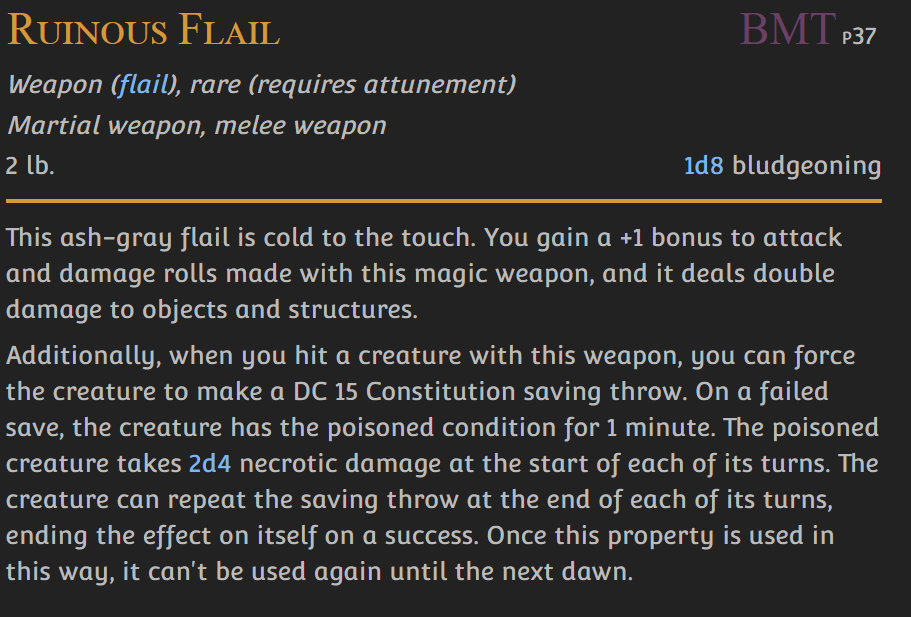 Ruinous Flail BMT p37
Weapon (flail), rare (requires attunement)
Martial weapon, melee weapon
2 lb. 1d8 bludgeoning
This ash-gray flail is cold to the touch. You gain a +1 bonus to attack
and damage rolls made with this magic weapon, and it deals double
damage to objects and structures.
Additionally, when you hit a creature with this weapon, you can force
the creature to make a DC 15 Constitution saving throw. On a failed
save, the creature has the poisoned condition for 1 minute. The poisoned
creature takes 2d4 necrotic damage at the start of each of its turns. The
creature can repeat the saving throw at the end of each of its turns,
ending the effect on itself on a success. Once this property is used in
this way, it can't be used again until the next dawn.